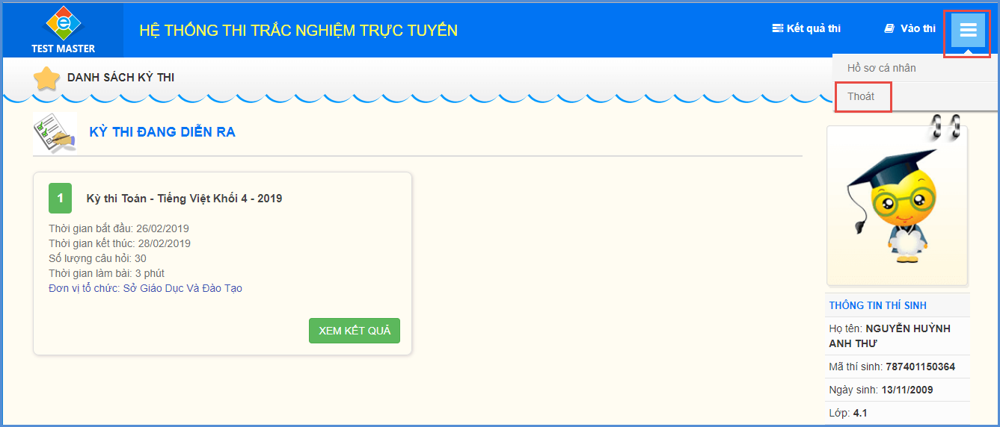 e
TEST MASTER
HỆ THỐNG THI TRẮC NGHIỆM TRỰC TUYẾN
Kết quả thi
Vào thi
Hồ sơ cá nhân
Thoát
DANH SÁCH KỲ THI
KỲ THI ĐANG DIỄN RA
1
Kỳ thi Toán - Tiếng Việt Khối 4 - 2019
Thời gian bắt đầu: 26/02/2019
Thời gian kết thúc: 28/02/2019
Số lượng câu hỏi: 30
Thời gian làm bài: 3 phút
Đơn vị tổ chức: Sở Giáo Dục Và Đào Tạo
XEM KẾT QUẢ
THÔNG TIN THÍ SINH
Họ tên: NGUYỄN HUỲNH
ANH THƯ
Mã thí sinh: 787401150364
Ngày sinh: 13/11/2009
Lớp: 4.1